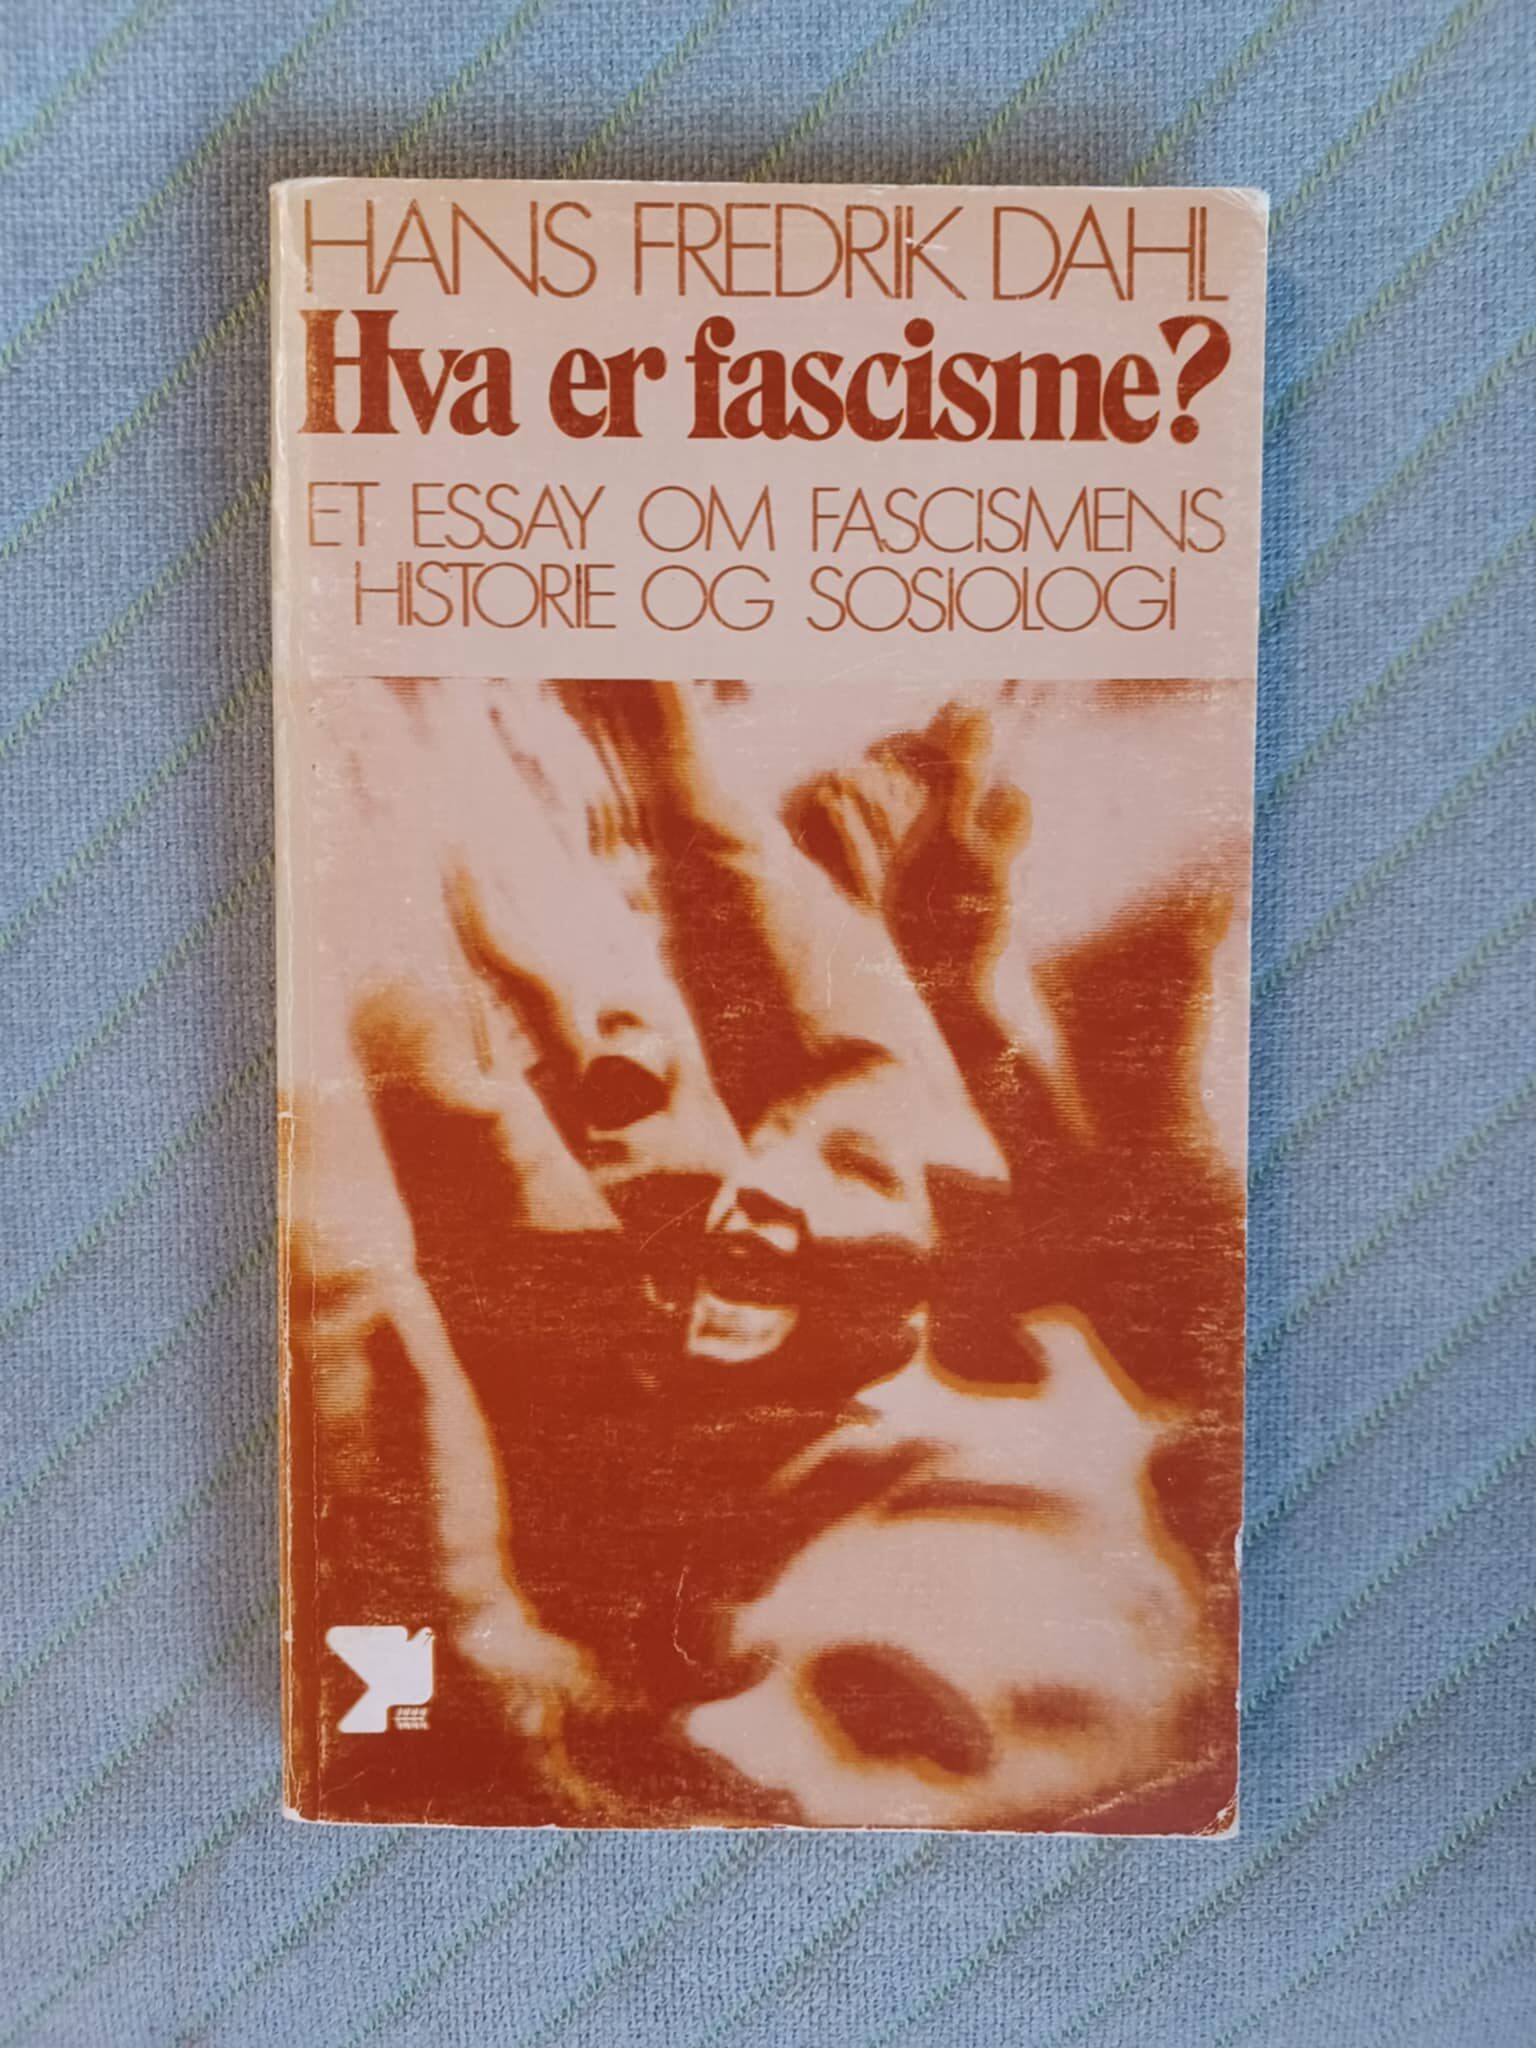 HANS FREDRIK DAHL
Hva er fascisme?
ET ESSAY OM FASCISMENS
HISTORIE OG SOSIOLOGI